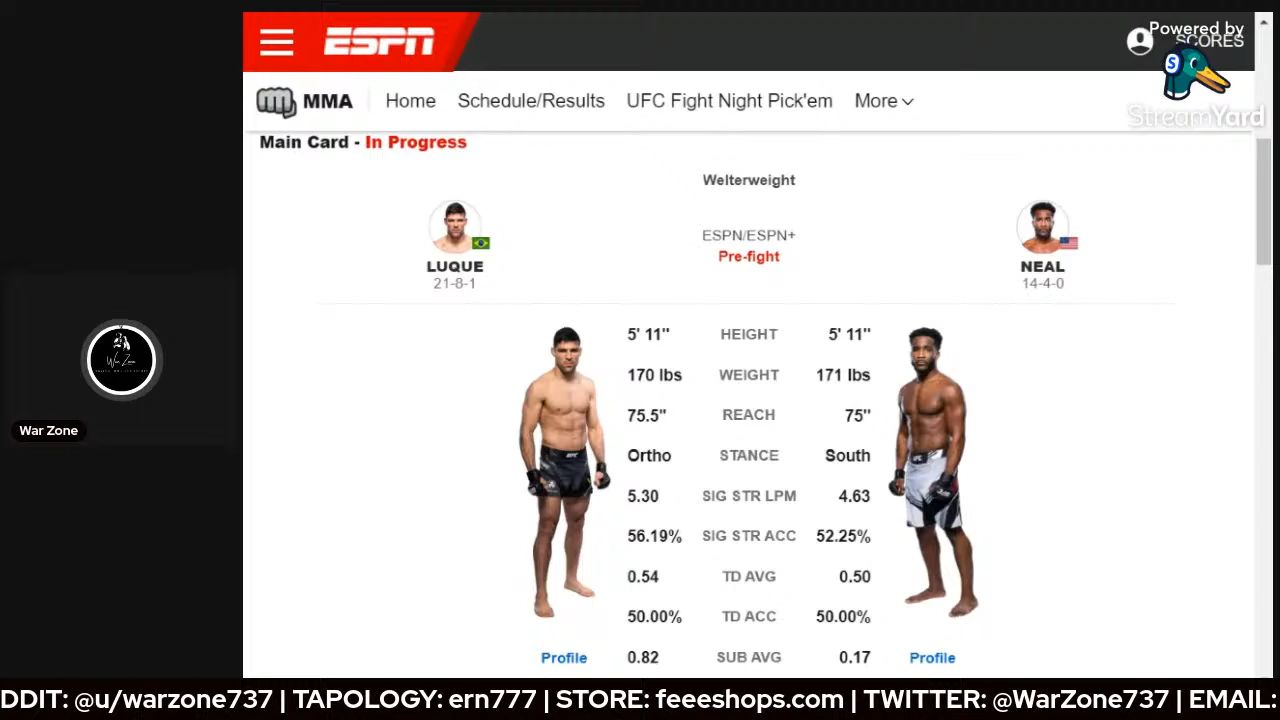 Powered by
ESPN
SCORES
StreamYard
MMA
Home
Schedule/Results
UFC Fight Night Pick'em
More
Main Card - In Progress
Welterweight
ESPN/ESPN+
Pre-fight
LUQUE
21-8-1
NEAL
14-4-0
5' 11" HEIGHT 5' 11"
170 lbs WEIGHT 171 lbs
75.5" REACH 75"
Ortho STANCE South
5.30 SIG STR LPM 4.63
56.19% SIG STR ACC 52.25%
0.54 TD AVG 0.50
50.00% TD ACC 50.00%
Profile 0.82 SUB AVG 0.17 Profile
War Zone
War Zone
DDIT: @u/warzone737 | TAPOLOGY: ern777 | STORE: feeeshops.com | TWITTER: @WarZone737 | EMAIL: